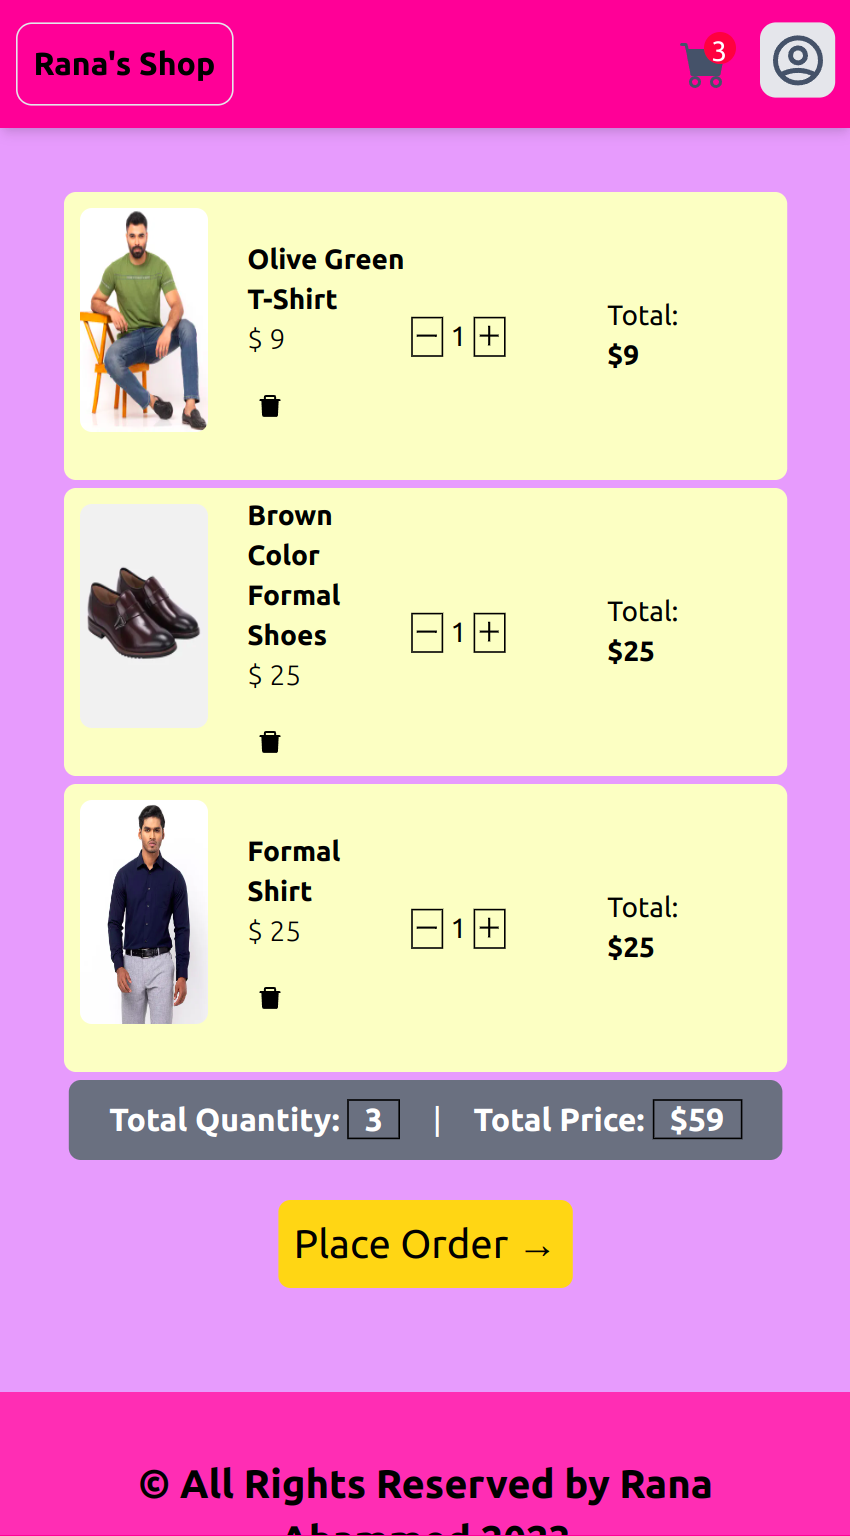 Rana's Shop
3
Olive Green
T-Shirt
$ 9
1
Total:
$9
Brown
Color
Formal
Shoes
$ 25
1
Total:
$25
Formal
Shirt
$ 25
1
Total:
$25
Total Quantity: 3 | Total Price: $59
Place Order →
© All Rights Reserved by Rana